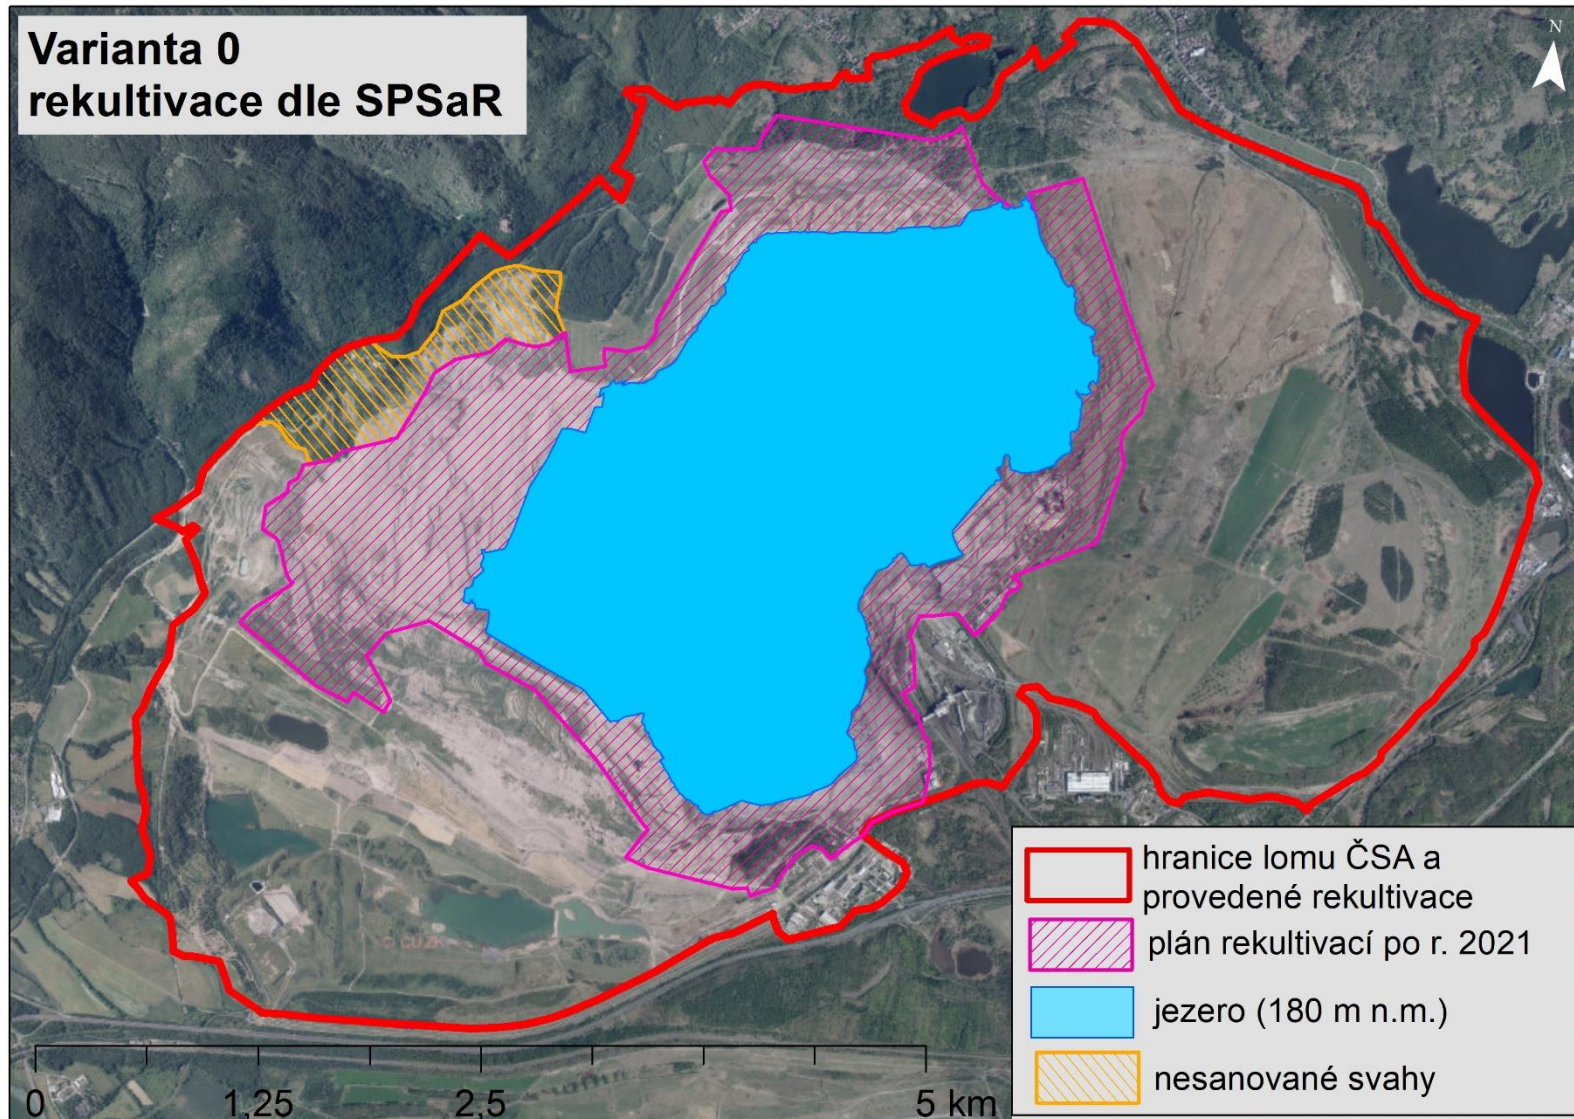 Varianta 0
rekultivace dle SPSaR
N
© ČÚZK
hranice lomu ČSA a
provedené rekultivace
plán rekultivací po r. 2021
jezero (180 m n.m.)
nesanované svahy
0 1,25 2,5 5 km